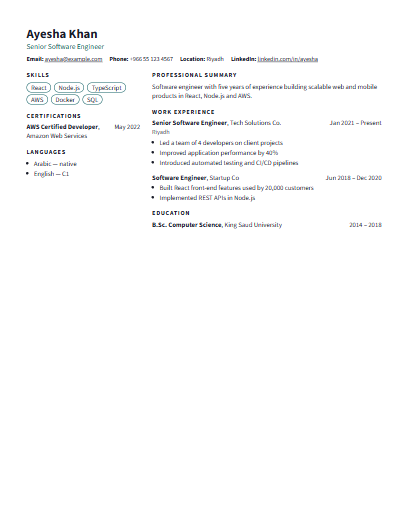 Ayesha Khan
Senior Software Engineer
Email: ayesha@example.com Phone: +966 55 123 4567 Location: Riyadh LinkedIn: linkedin.com/in/ayesha
SKILLS
React Node.js TypeScript
AWS Docker SQL
CERTIFICATIONS
AWS Certified Developer, May 2022
Amazon Web Services
LANGUAGES
• Arabic — native
• English — C1
PROFESSIONAL SUMMARY
Software engineer with five years of experience building scalable web and mobile
products in React, Node.js and AWS.
WORK EXPERIENCE
Senior Software Engineer, Tech Solutions Co. Jan 2021 – Present
Riyadh
• Led a team of 4 developers on client projects
• Improved application performance by 40%
• Introduced automated testing and CI/CD pipelines
Software Engineer, Startup Co Jun 2018 – Dec 2020
• Built React front-end features used by 20,000 customers
• Implemented REST APIs in Node.js
EDUCATION
B.Sc. Computer Science, King Saud University 2014 – 2018